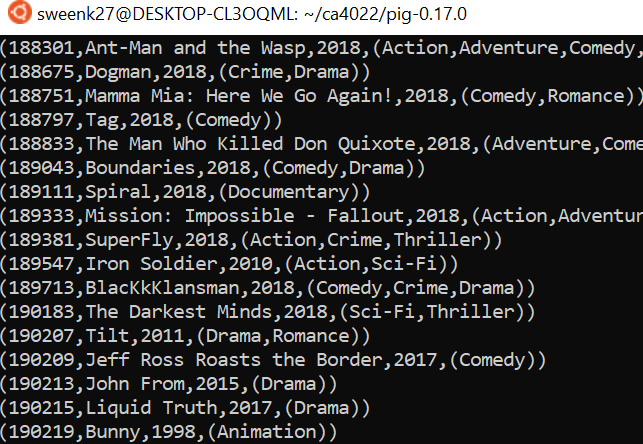 sweenk27@DESKTOP-CL3OQML: ~/ca4022/pig-0.17.0
(188301,Ant-Man and the Wasp,2018,(Action,Adventure,Comedy,
(188675,Dogman,2018,(Crime,Drama))
(188751,Mamma Mia: Here We Go Again!,2018,(Comedy,Romance))
(188797,Tag,2018,(Comedy))
(188833,The Man Who Killed Don Quixote,2018,(Adventure,Come
(189043,Boundaries,2018,(Comedy,Drama))
(189111,Spiral,2018,(Documentary))
(189333,Mission: Impossible - Fallout,2018,(Action,Adventur
(189381,SuperFly,2018,(Action,Crime,Thriller))
(189547,Iron Soldier,2010,(Action,Sci-Fi))
(189713,BlacKkKlansman,2018,(Comedy,Crime,Drama))
(190183,The Darkest Minds,2018,(Sci-Fi,Thriller))
(190207,Tilt,2011,(Drama,Romance))
(190209,Jeff Ross Roasts the Border,2017,(Comedy))
(190213,John From,2015,(Drama))
(190215,Liquid Truth,2017,(Drama))
(190219,Bunny,1998,(Animation))